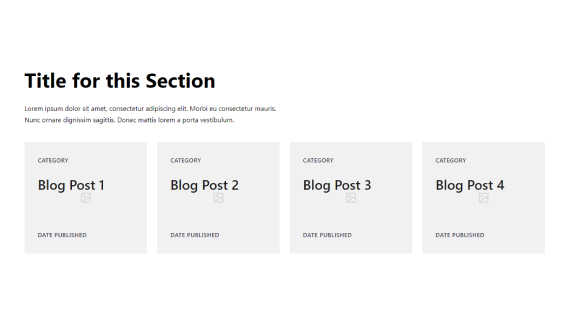 Title for this Section
Lorem ipsum dolor sit amet, consectetur adipiscing elit. Morbi eu consectetur mauris.
Nunc ornare dignissim sagittis. Donec mattis lorem a porta vestibulum.
CATEGORY
Blog Post 1
DATE PUBLISHED
CATEGORY
Blog Post 2
DATE PUBLISHED
CATEGORY
Blog Post 3
DATE PUBLISHED
CATEGORY
Blog Post 4
DATE PUBLISHED